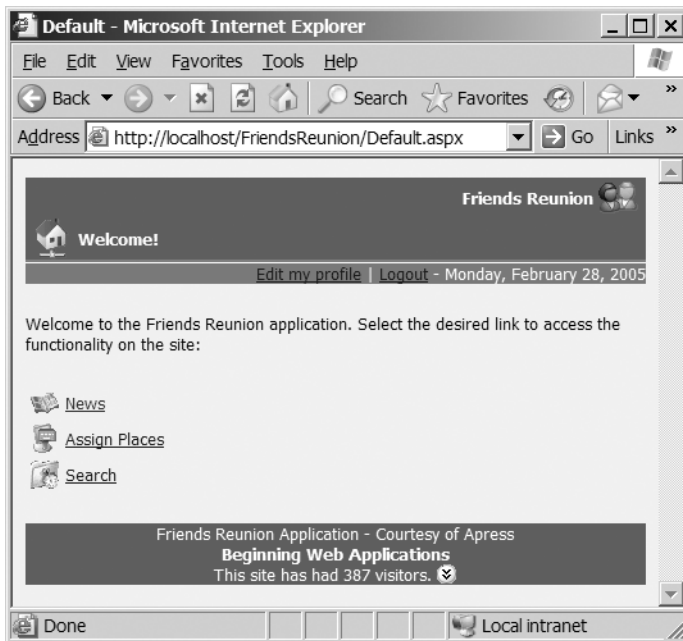 Default - Microsoft Internet Explorer
File Edit View Favorites Tools Help
Back Search Favorites »
Address http://localhost/FriendsReunion/Default.aspx Go Links »
Friends Reunion
Welcome!
Edit my profile | Logout - Monday, February 28, 2005
Welcome to the Friends Reunion application. Select the desired link to access the
functionality on the site:
News
Assign Places
Search
Friends Reunion Application - Courtesy of Apress
Beginning Web Applications
This site has had 387 visitors.
Done Local intranet